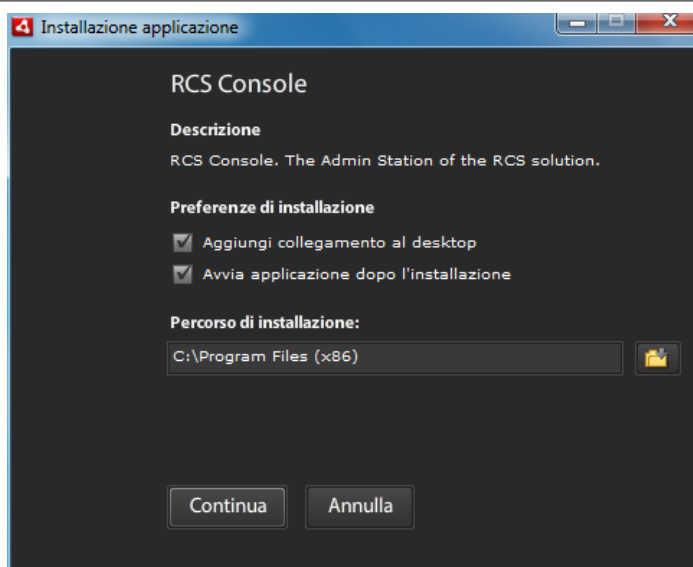 Installazione applicazione
RCS Console
Descrizione
RCS Console. The Admin Station of the RCS solution.
Preferenze di installazione
Aggiungi collegamento al desktop
Avvia applicazione dopo l'installazione
Percorso di installazione:
C:\Program Files (x86)
Continua Annulla